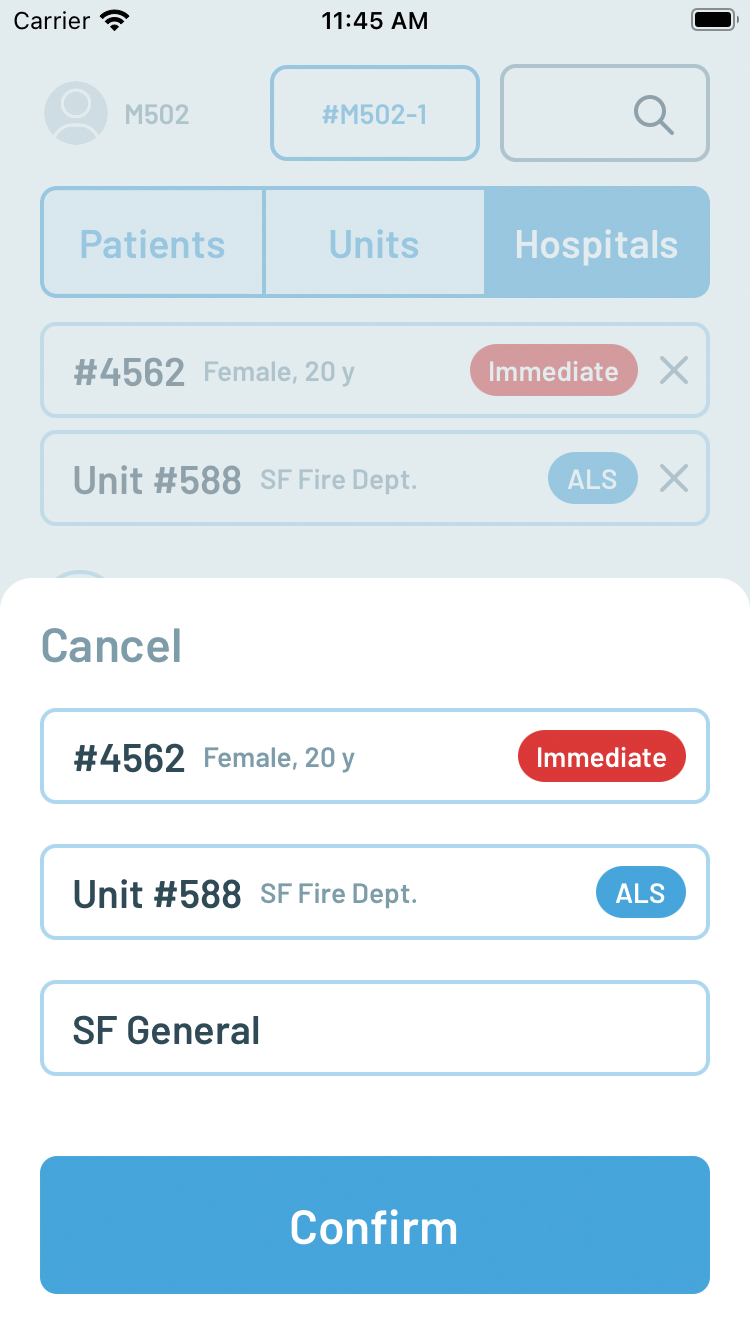 Carrier 11:45 AM
M502 #M502-1
Patients Units Hospitals
#4562 Female, 20 y Immediate
Unit #588 SF Fire Dept. ALS
Cancel
#4562 Female, 20 y Immediate
Unit #588 SF Fire Dept. ALS
SF General
Confirm